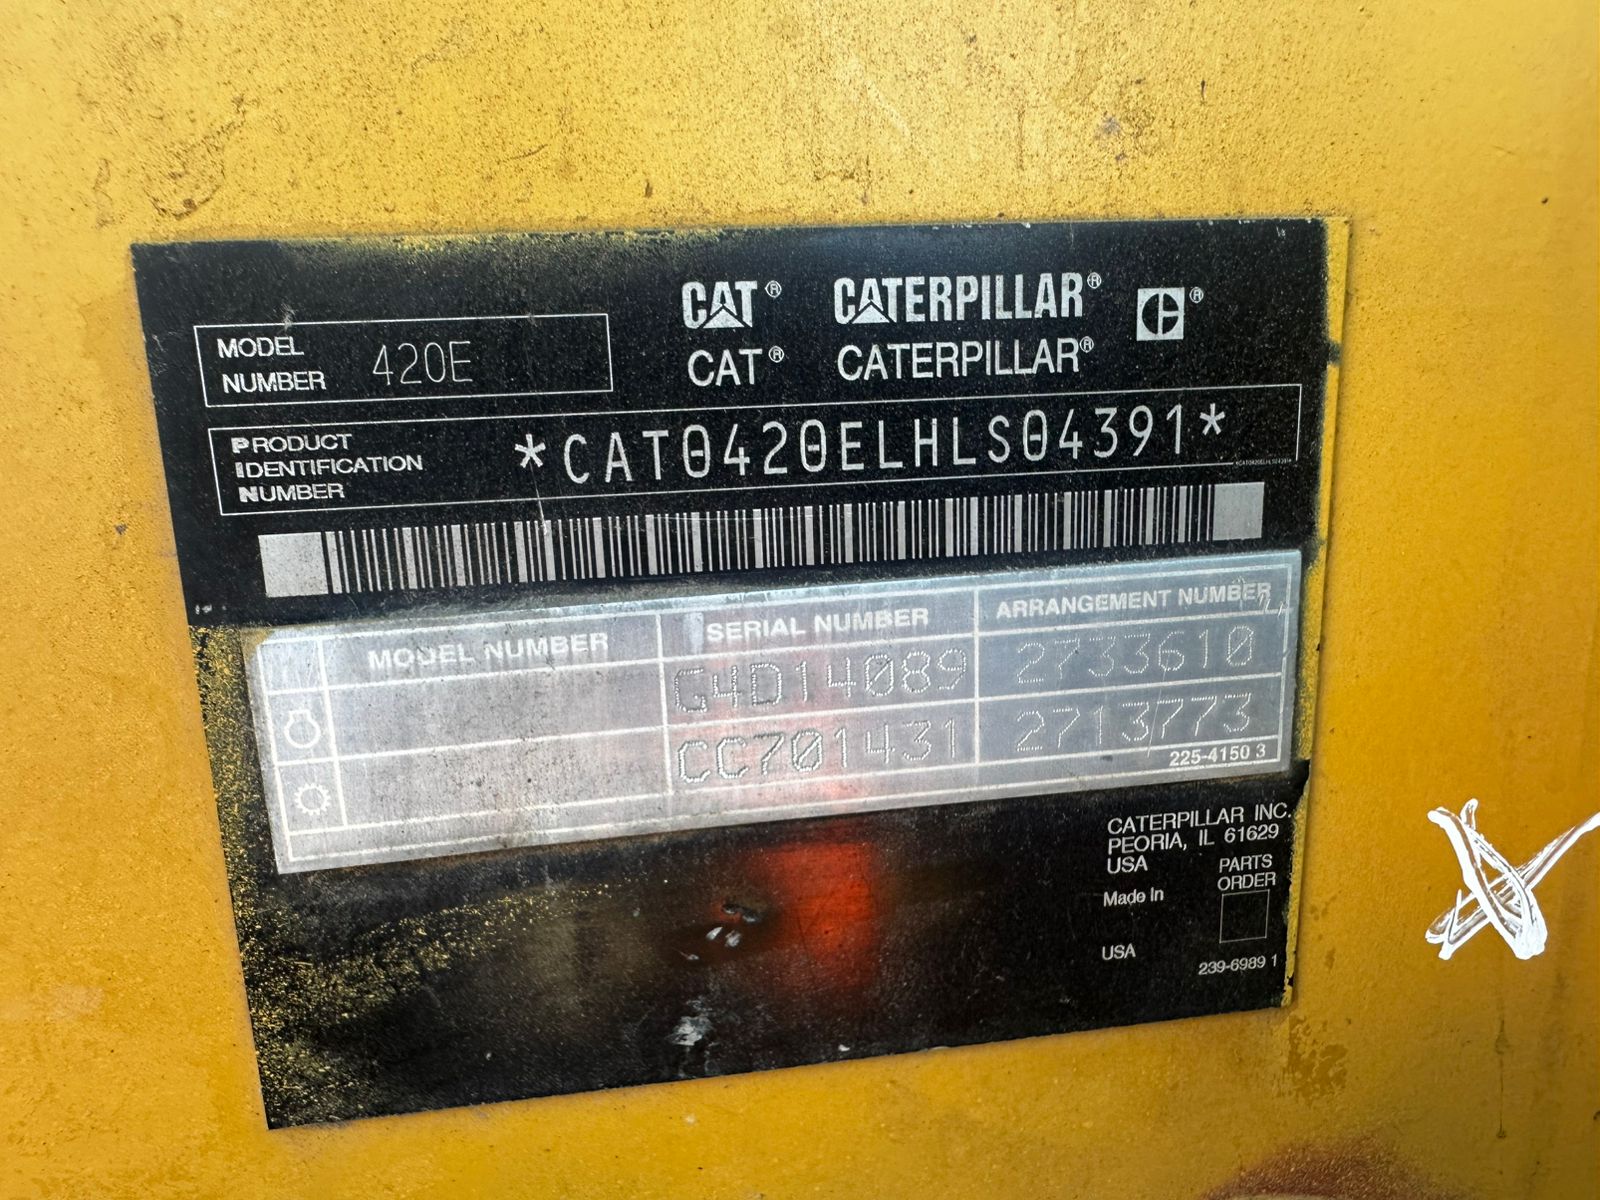 CAT® CATERPILLAR®
CAT® CATERPILLAR®
MODEL NUMBER 420E
PRODUCT IDENTIFICATION NUMBER *CAT0420ELHLS04391*
MODEL NUMBER SERIAL NUMBER ARRANGEMENT NUMBER
G4D14089 2733610
CC701431 2713773
225-4150 3
CATERPILLAR INC.
PEORIA, IL 61629
USA
PARTS ORDER
Made in
USA
239-6989 1